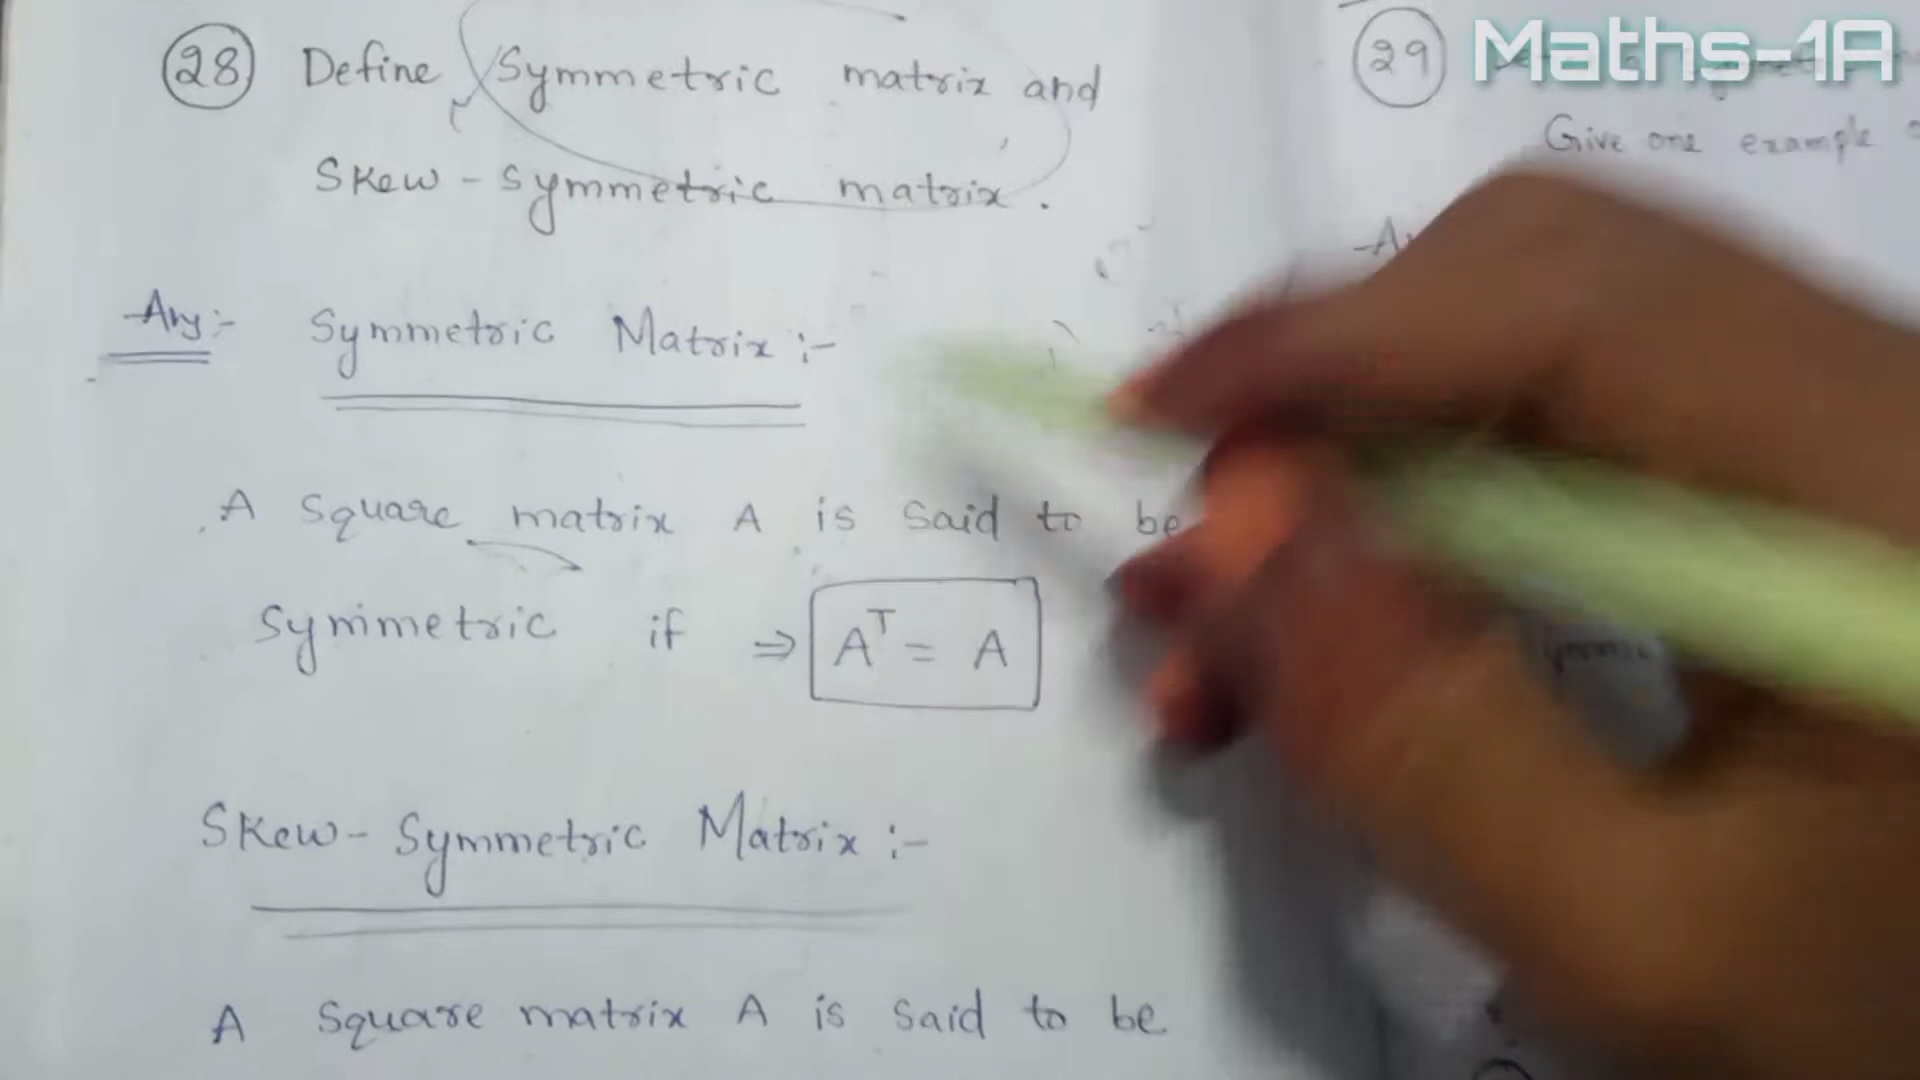 28 Define Symmetric matrix and
Skew-symmetric matrix.
Ans:-
Symmetric Matrix :-
A Square matrix A is said to be
Symmetric if ⇒ Aᵀ = A
Skew-Symmetric Matrix :-
A Square matrix A is said to be
Maths-1A
29
Give one example